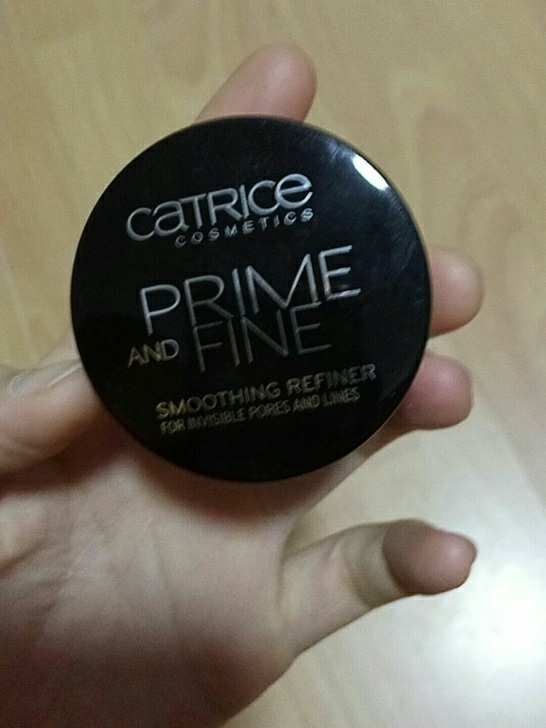 CATRICE
COSMETICS
PRIME
AND FINE
SMOOTHING REFINER
FOR INVISIBLE PORES AND LINES